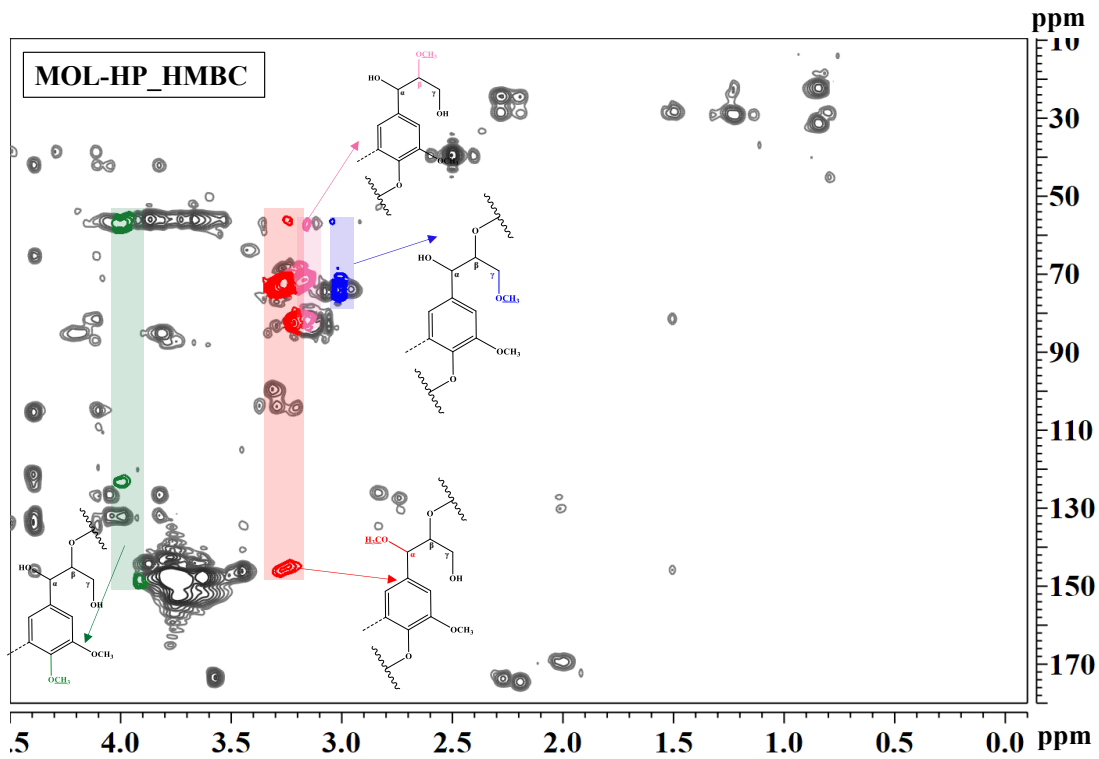 ppm
10
MOL-HP_HMBC
OCH₃
HO
β
α
γ
OH
OCH₃
O
30
50
O
HO
β
α
γ
OCH₃
OCH₃
O
70
90
110
130
O
H₃CO
β
α
γ
OH
OCH₃
O
O
HO
β
α
γ
OH
OCH₃
OCH₃
150
170
.5 4.0 3.5 3.0 2.5 2.0 1.5 1.0 0.5 0.0 ppm